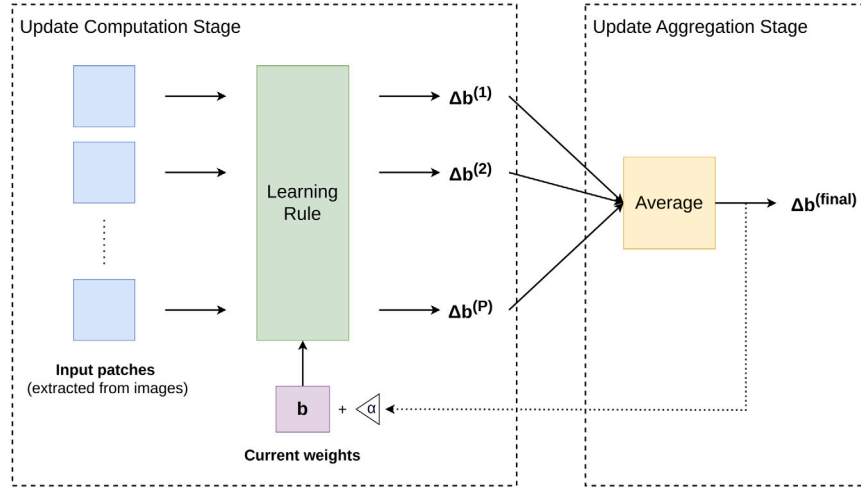 Update Computation Stage
Update Aggregation Stage
Δb(1)
Δb(2)
Learning
Rule
Average
Δb(final)
Δb(P)
Input patches
(extracted from images)
b
+
α
Current weights